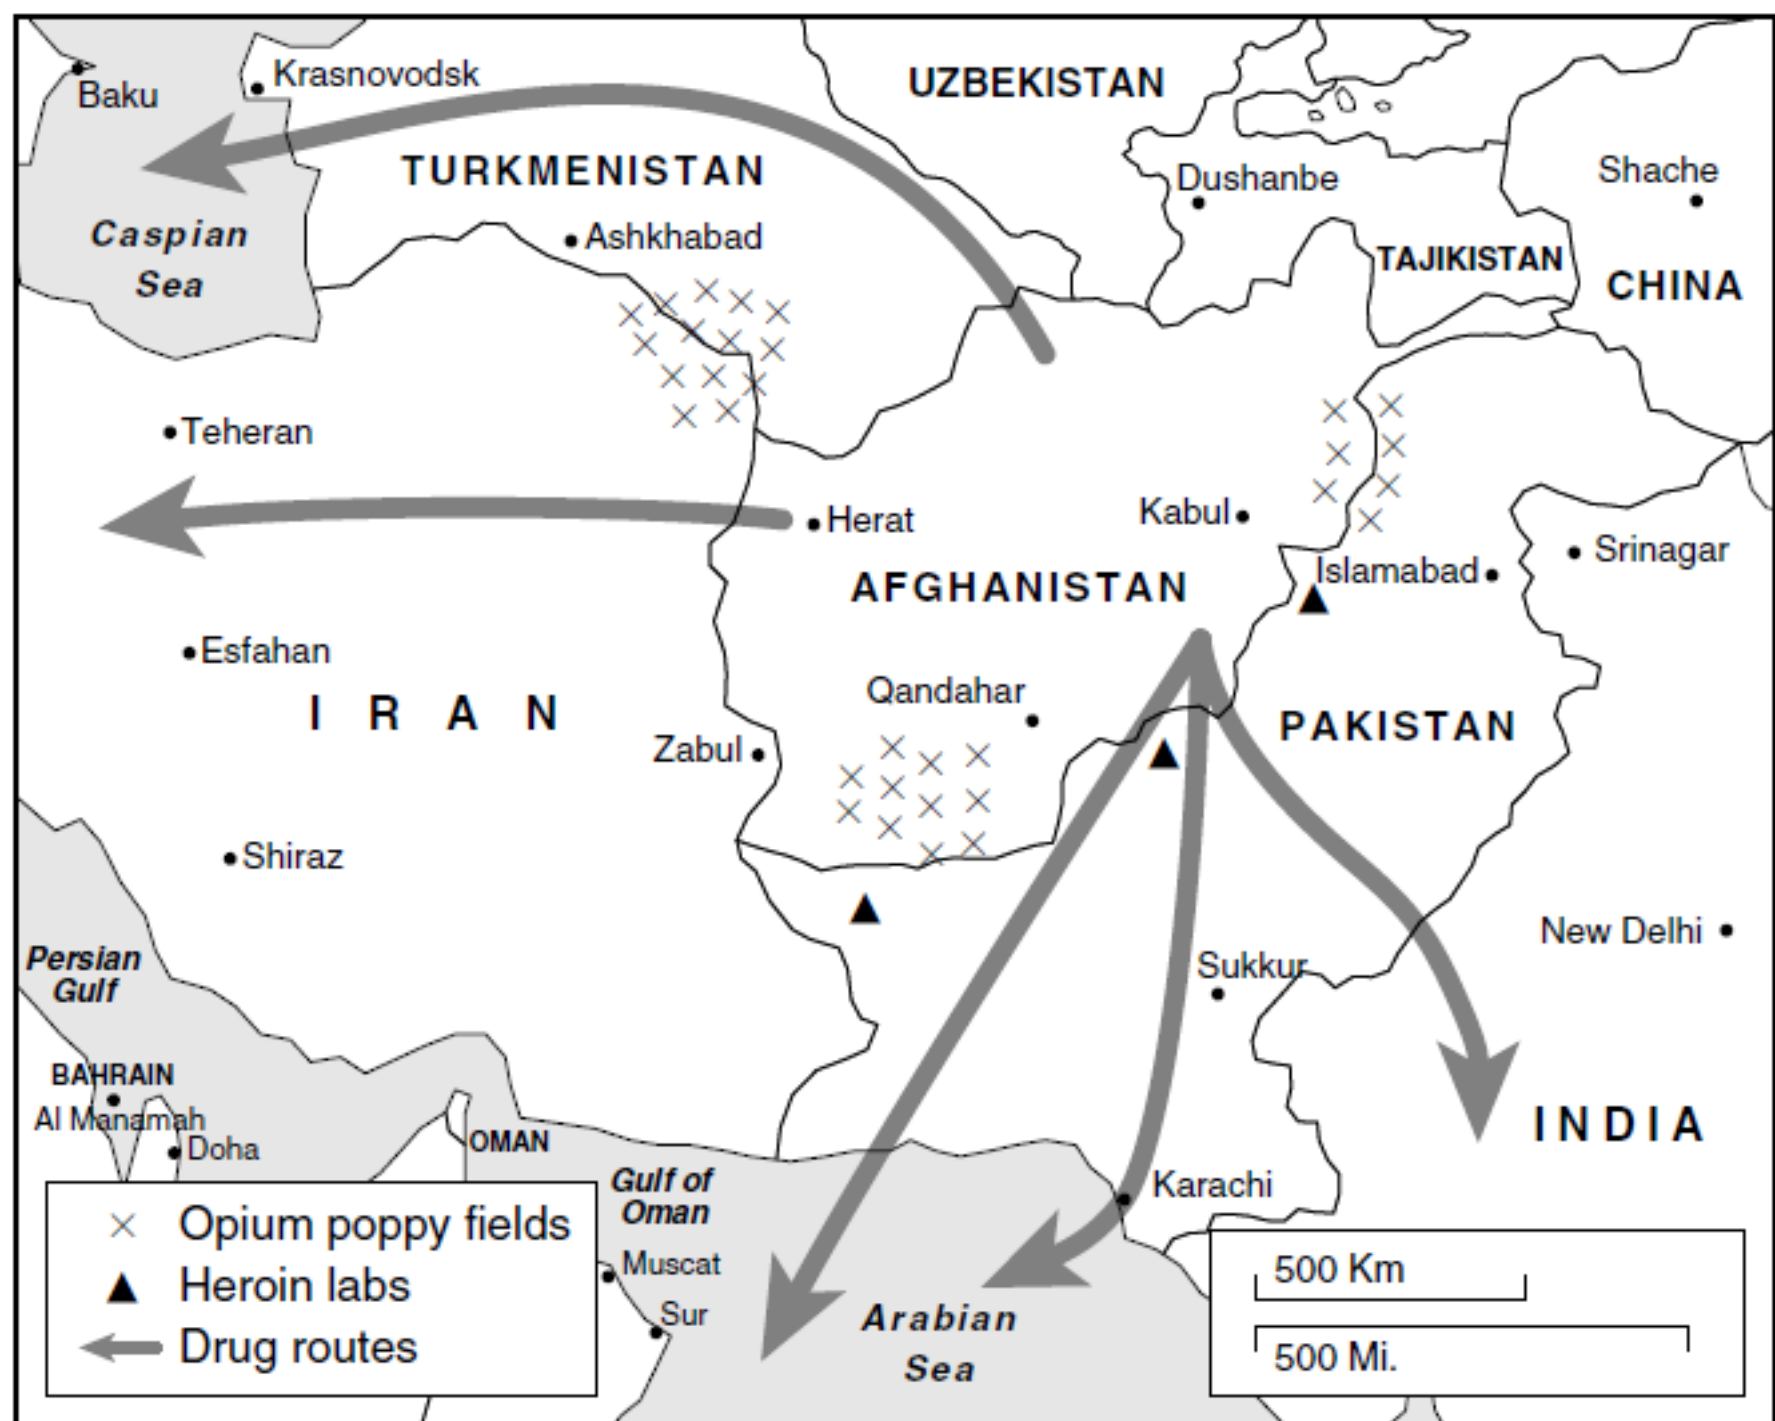 Baku
Krasnovodsk
UZBEKISTAN
TURKMENISTAN
Dushanbe
Shache
Caspian
Sea
Ashkhabad
TAJIKISTAN
CHINA
Teheran
Herat
Kabul
Islamabad
Srinagar
AFGHANISTAN
Esfahan
IRAN
Qandahar
PAKISTAN
Zabul
Shiraz
New Delhi
Persian
Gulf
Sukkur
BAHRAIN
Al Manamah
Doha
OMAN
INDIA
Gulf of
Oman
Karachi
Muscat
Sur
Arabian
Sea
Opium poppy fields
Heroin labs
Drug routes
500 Km
500 Mi.